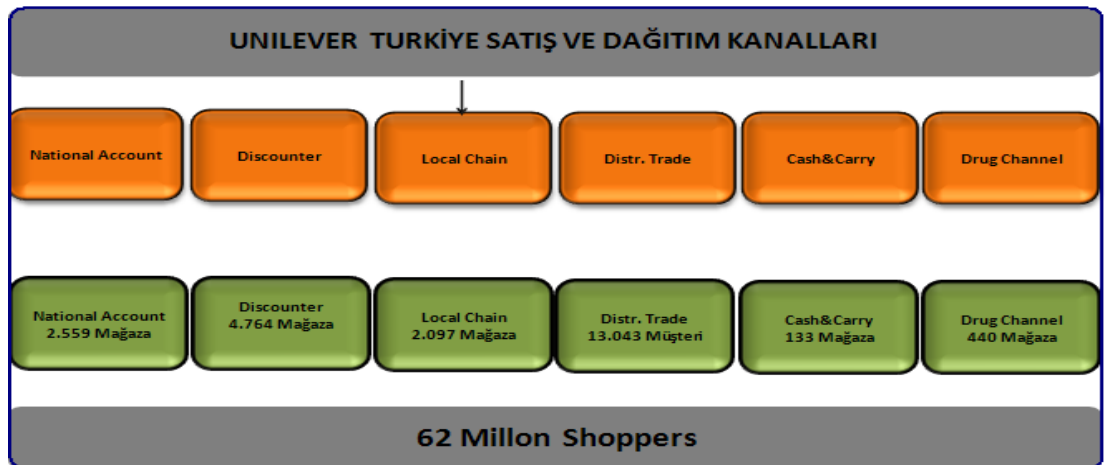 UNILEVER TURKİYE SATIŞ VE DAĞITIM KANALLARI
National Account
Discounter
Local Chain
Distr. Trade
Cash&Carry
Drug Channel
National Account
2.559 Mağaza
Discounter
4.764 Mağaza
Local Chain
2.097 Mağaza
Distr. Trade
13.043 Müşteri
Cash&Carry
133 Mağaza
Drug Channel
440 Mağaza
62 Millon Shoppers